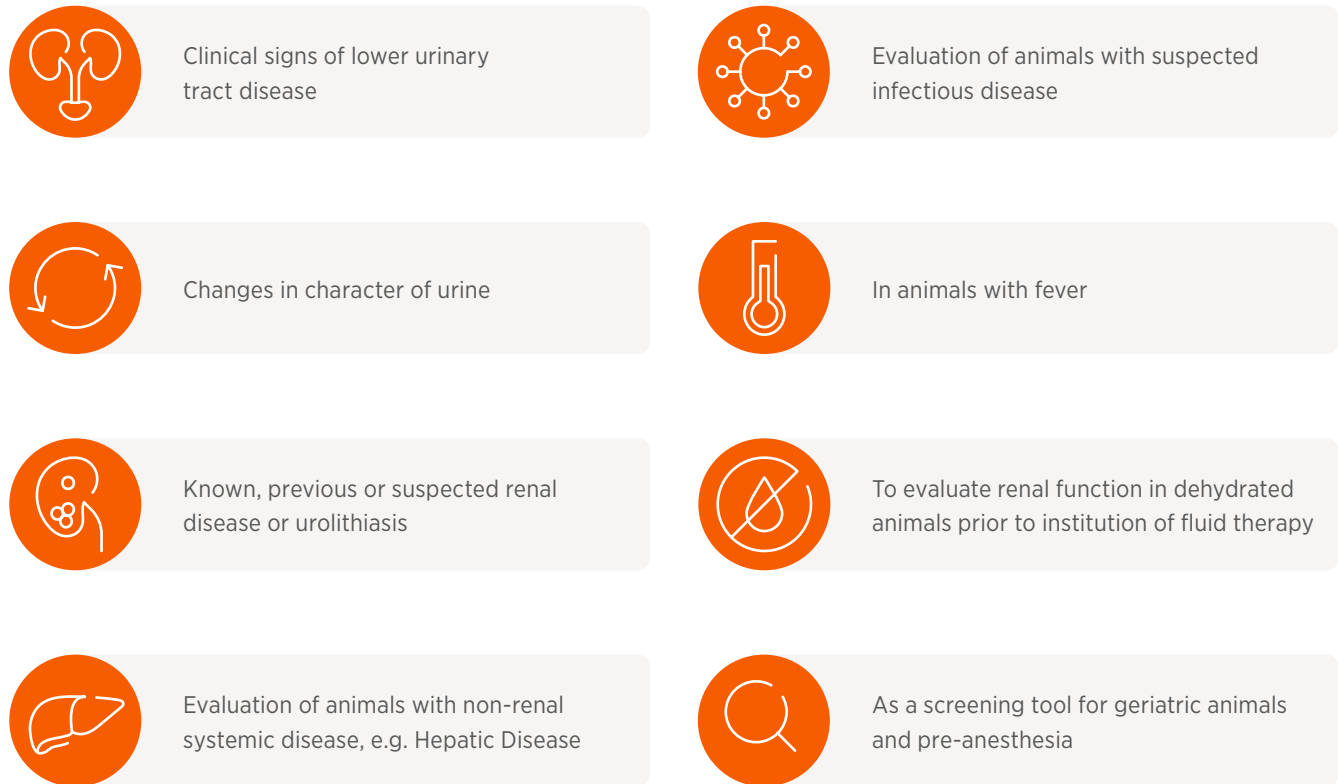 Clinical signs of lower urinary
tract disease
Evaluation of animals with suspected
infectious disease
Changes in character of urine
In animals with fever
Known, previous or suspected renal
disease or urolithiasis
To evaluate renal function in dehydrated
animals prior to institution of fluid therapy
Evaluation of animals with non-renal
systemic disease, e.g. Hepatic Disease
As a screening tool for geriatric animals
and pre-anesthesia